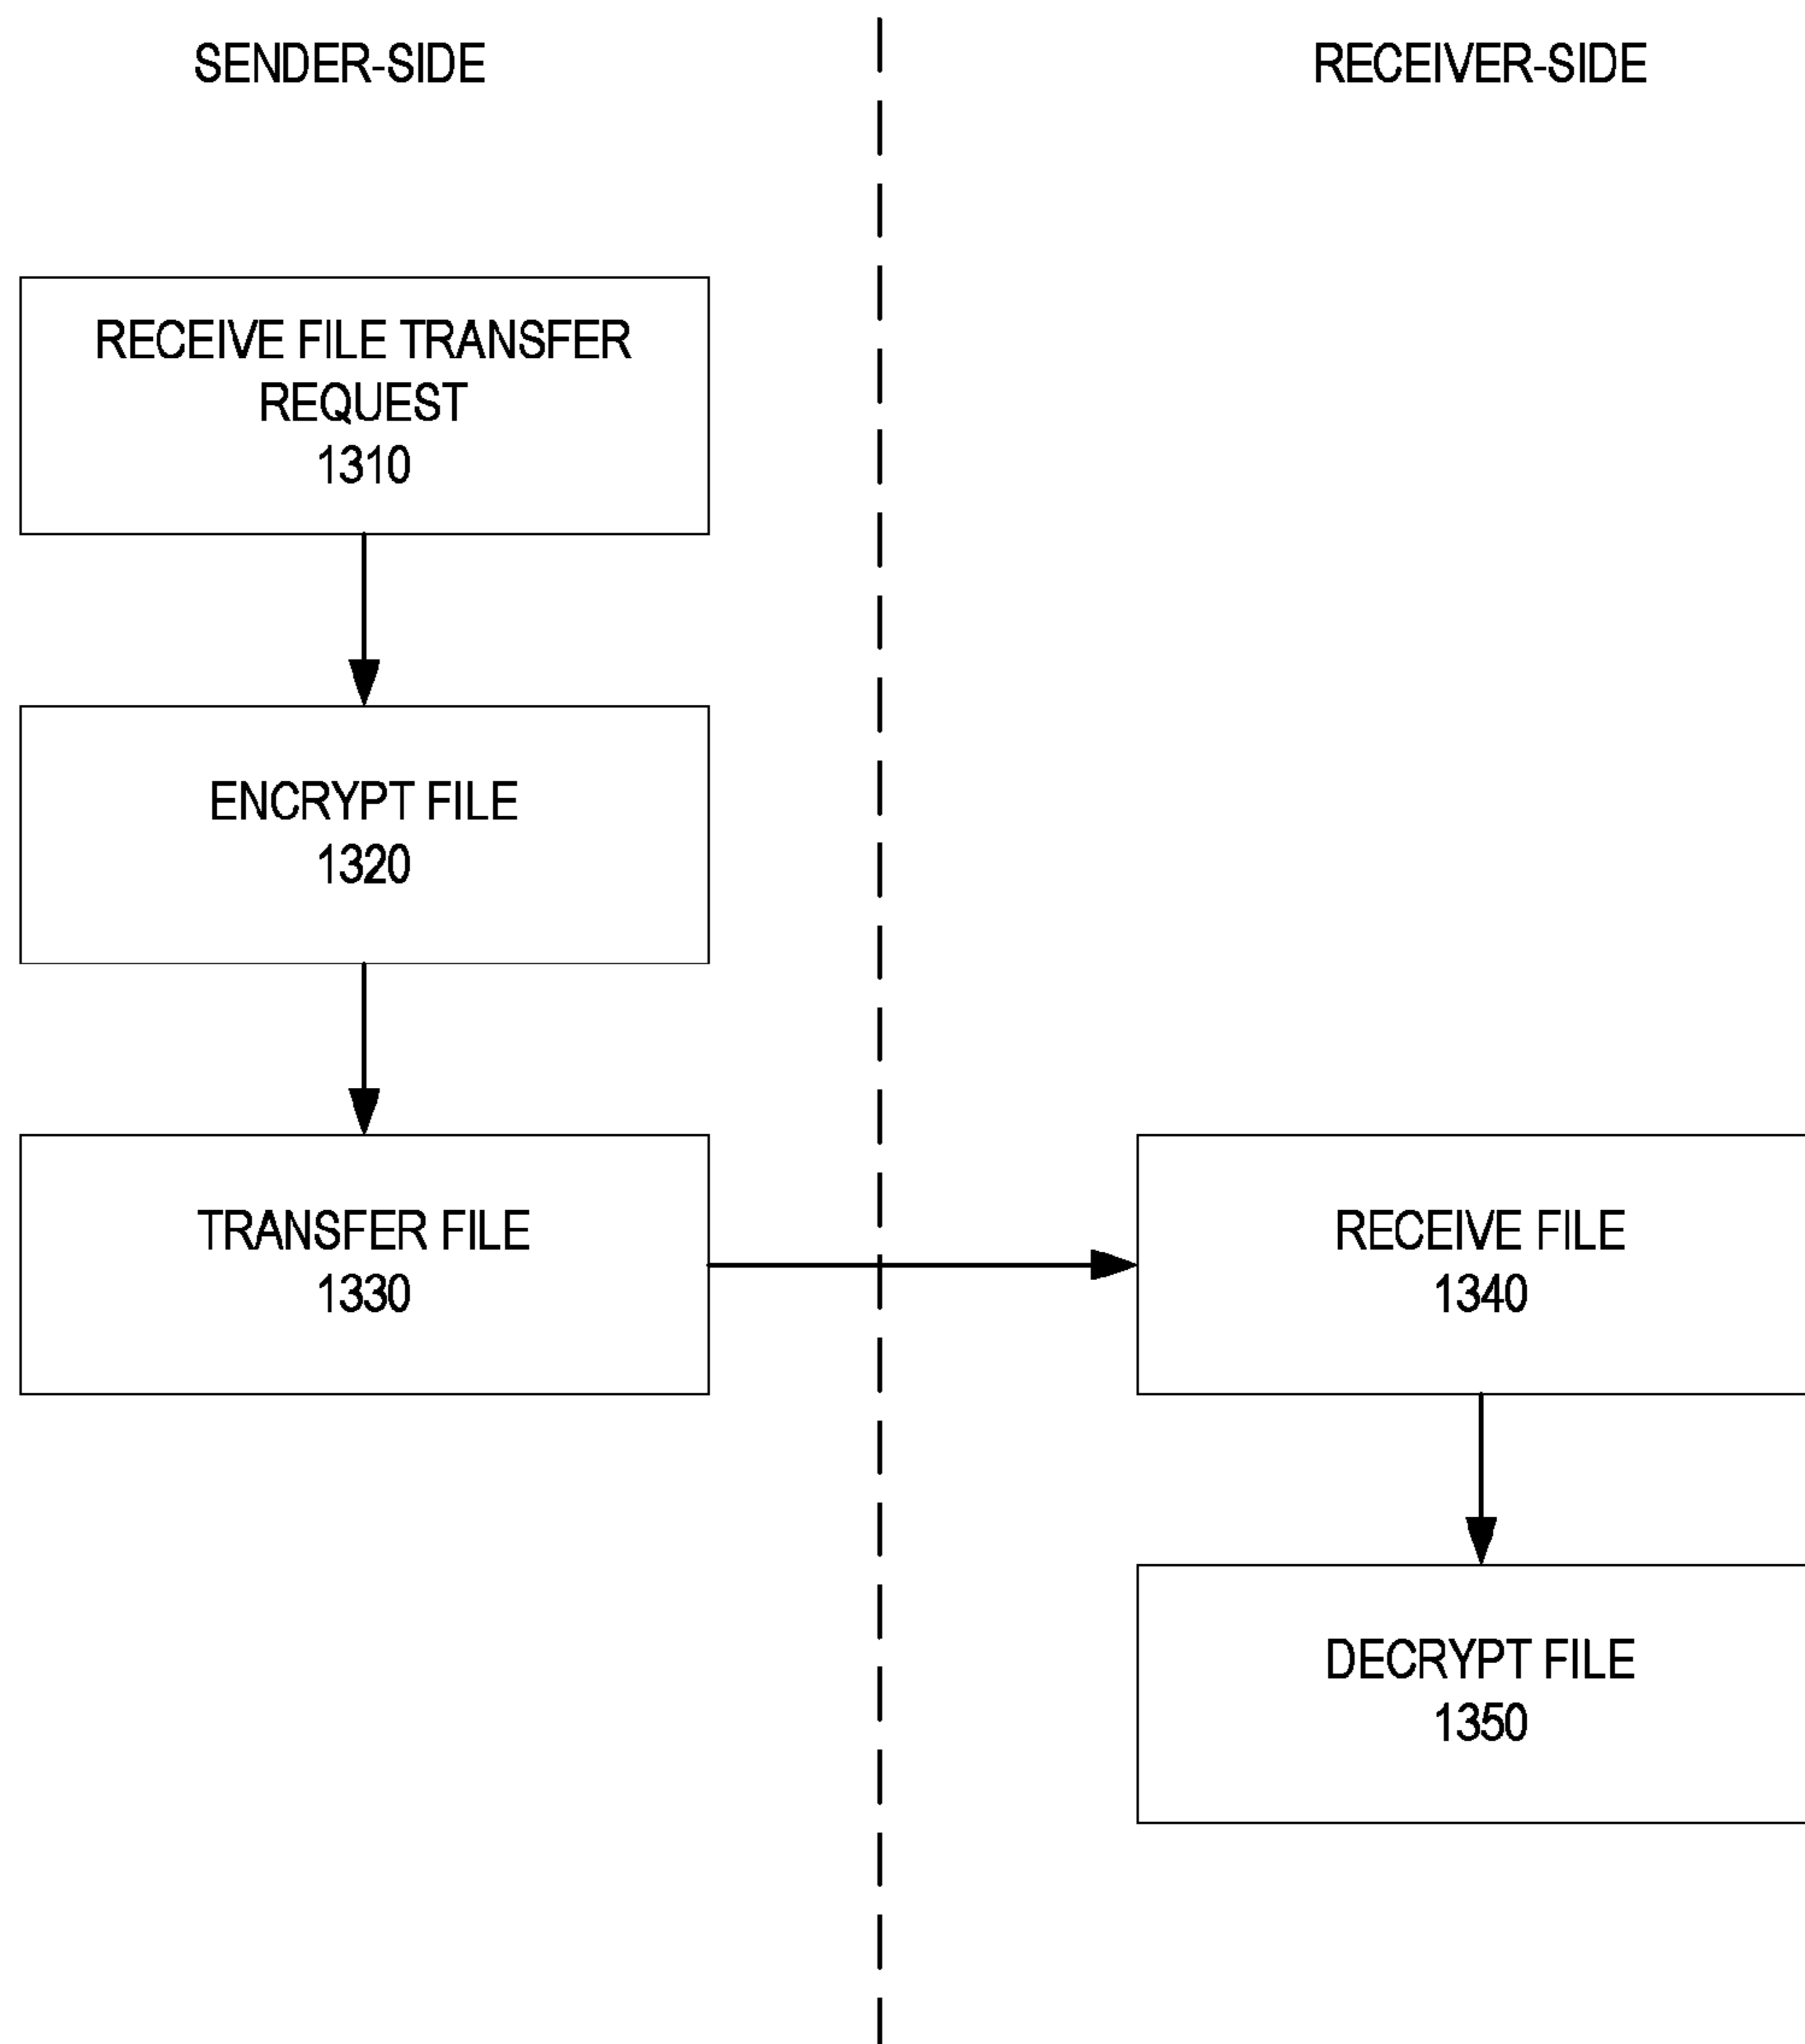 SENDER-SIDE
RECEIVER-SIDE
RECEIVE FILE TRANSFER
REQUEST
1310
ENCRYPT FILE
1320
TRANSFER FILE
1330
RECEIVE FILE
1340
DECRYPT FILE
1350